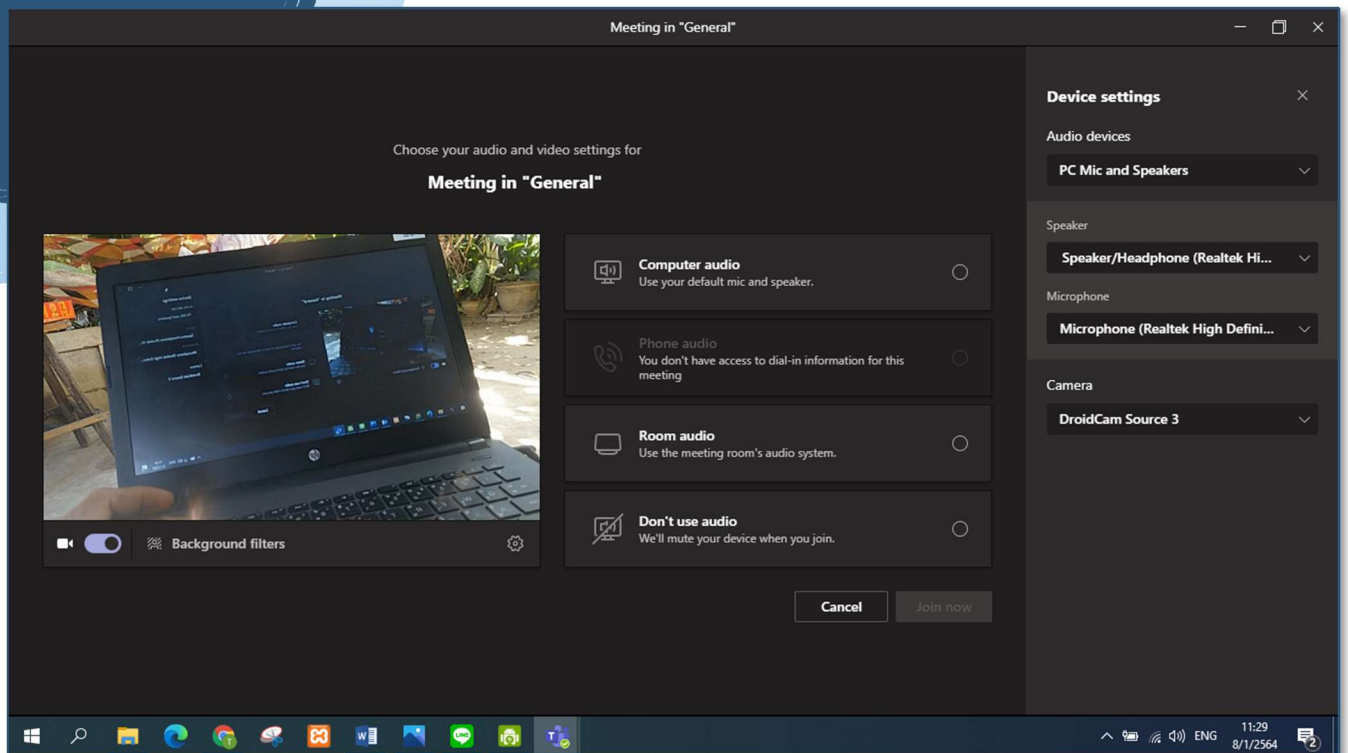 Meeting in "General"
Choose your audio and video settings for
Meeting in "General"
Background filters
Computer audio
Use your default mic and speaker.
Phone audio
You don't have access to dial-in information for this
meeting
Room audio
Use the meeting room's audio system.
Don't use audio
We'll mute your device when you join.
Cancel
Join now
Device settings
Audio devices
PC Mic and Speakers
Speaker
Speaker/Headphone (Realtek Hi...
Microphone
Microphone (Realtek High Defini...
Camera
DroidCam Source 3
ENG
11:29
8/1/2564
2